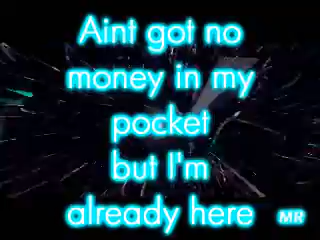 Aint got no
money in my
pocket
but I'm
already here
MR